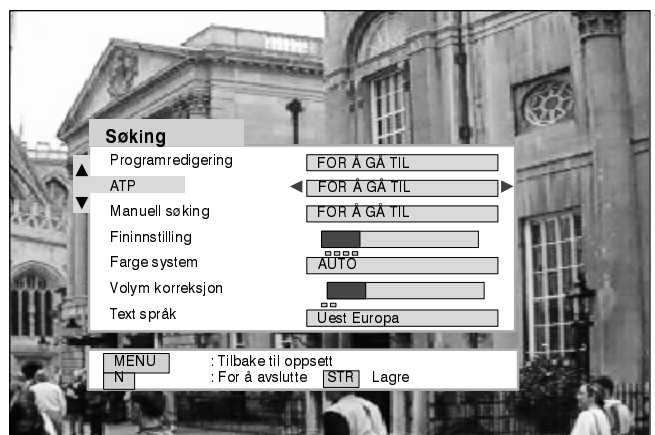 Søking
Programredigering FOR Å GÅ TIL
ATP FOR Å GÅ TIL
Manuell søking FOR Å GÅ TIL
Fininnstilling
Farge system AUTO
Volym korreksjon
Text språk Uest Europa
MENU : Tilbake til oppsett
N : For å avslutte STR Lagre